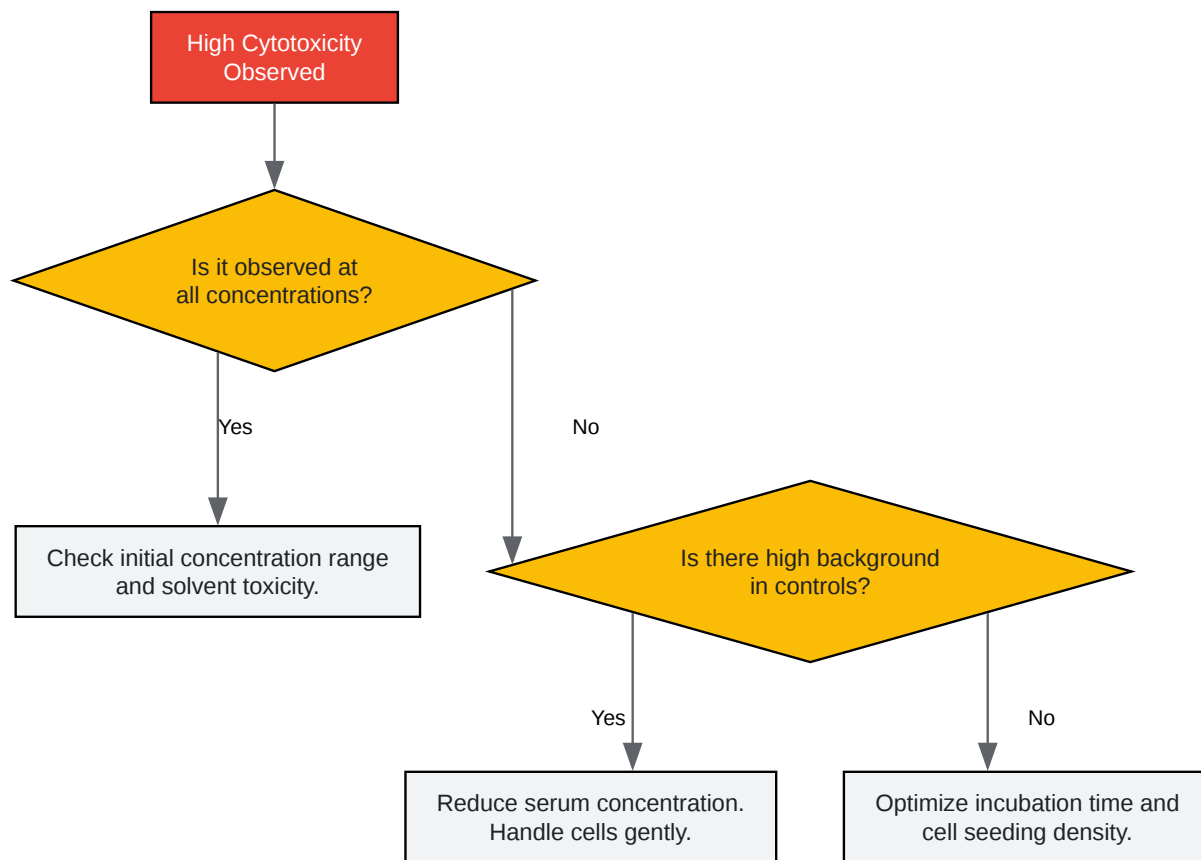 High Cytotoxicity
Observed
Is it observed at
all concentrations?
Yes
No
Check initial concentration range
and solvent toxicity.
Is there high background
in controls?
Yes
No
Reduce serum concentration.
Handle cells gently.
Optimize incubation time and
cell seeding density.